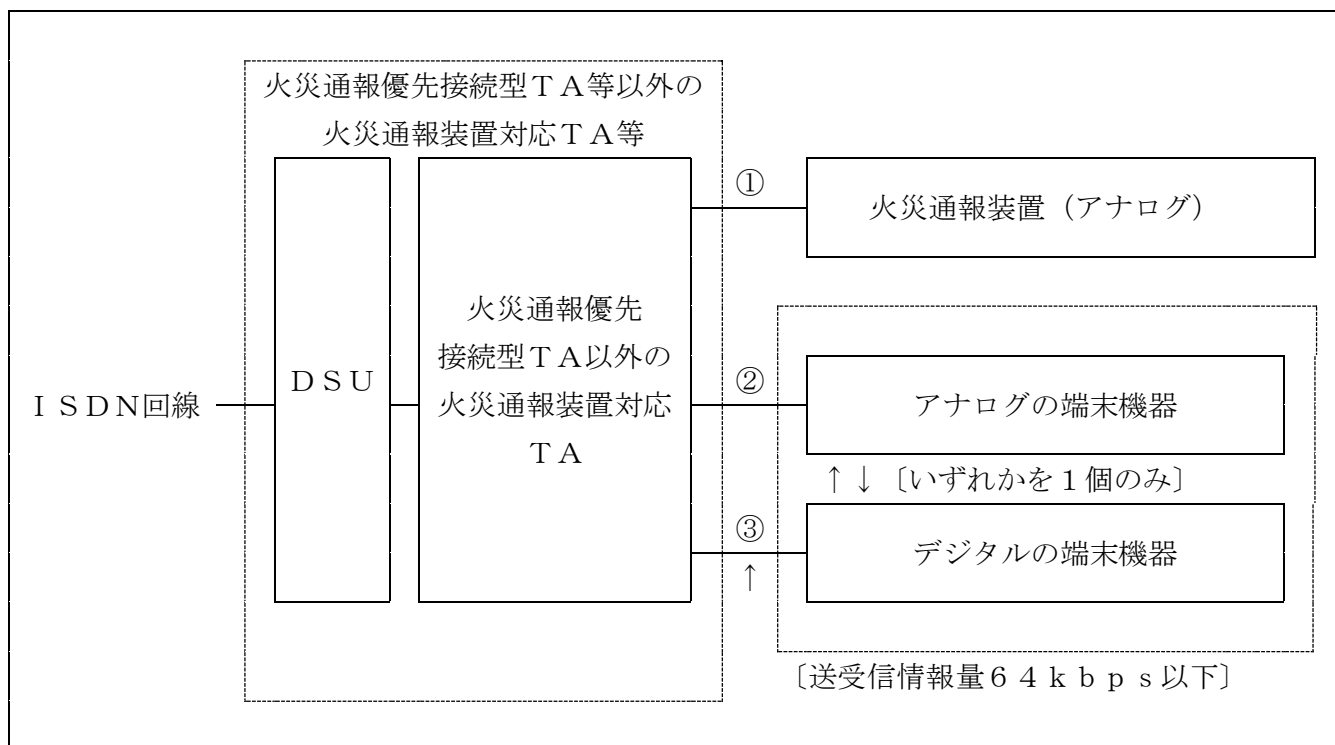 火災通報優先接続型ＴＡ等以外の
火災通報装置対応ＴＡ等
ＩＳＤＮ回線
ＤＳＵ
火災通報優先
接続型ＴＡ以外の
火災通報装置対応
ＴＡ
①
火災通報装置（アナログ）
②
アナログの端末機器
↑↓〔いずれかを１個のみ〕
③
↑
デジタルの端末機器
〔送受信情報量６４ｋｂｐｓ以下〕